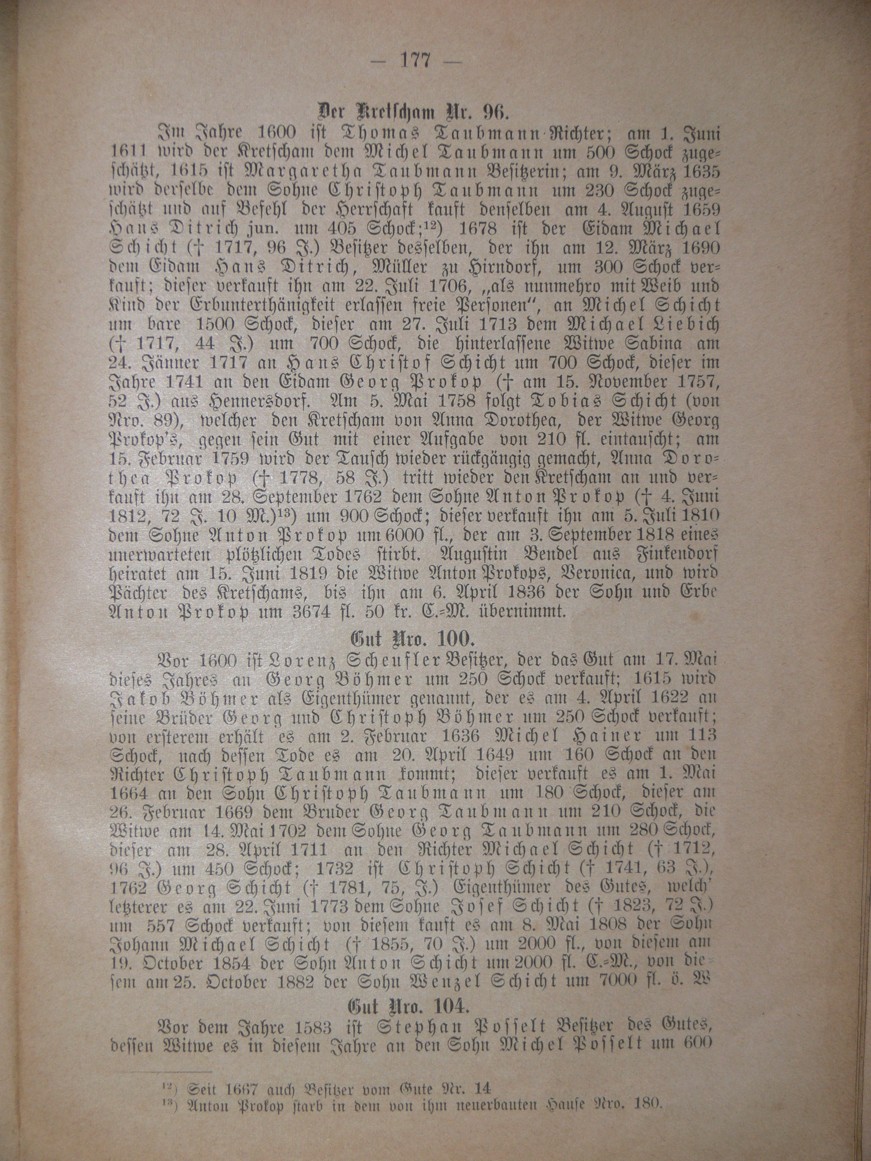 — 177 —
Der Kretscham Nr. 96.
Im Jahre 1600 ist Thomas Taubmann Richter; am 1. Juni
1611 wird der Kretscham dem Michel Taubmann um 500 Schock zuge=
schätzt, 1615 ist Margaretha Taubmann Besitzerin; am 9. März 1635
wird derselbe dem Sohne Christoph Taubmann um 230 Schock zuge=
schätzt und auf Befehl der Herrschaft kauft denselben am 4. August 1659
Hans Ditrich jun. um 405 Schock;¹²) 1678 ist der Eidam Michael
Schicht († 1717, 96 J.) Besitzer desselben, der ihn am 12. März 1690
dem Eidam Hans Ditrich, Müller zu Hirndorf, um 300 Schock ver=
kauft; dieser verkauft ihn am 22. Juli 1706, „als nunmehro mit Weib und
Kind der Erbunterthänigkeit erlassen freie Personen", an Michel Schicht
um bare 1500 Schock, dieser am 27. Juli 1713 dem Michael Liebich
(† 1717, 44 J.) um 700 Schock, die hinterlassene Witwe Sabina am
24. Jänner 1717 an Hans Christof Schicht um 700 Schock, dieser im
Jahre 1741 an den Eidam Georg Prokop († am 15. November 1757,
52 J.) aus Hennersdorf. Am 5. Mai 1758 folgt Tobias Schicht (von
Nro. 89), welcher den Kretscham von Anna Dorothea, der Witwe Georg
Prokop's, gegen sein Gut mit einer Aufgabe von 210 fl. eintauscht; am
15. Februar 1759 wird der Tausch wieder rückgängig gemacht, Anna Doro=
thea Prokop († 1778, 58 J.) tritt wieder den Kretscham an und ver=
kauft ihn am 28. September 1762 dem Sohne Anton Prokop († 4. Juni
1812, 72 J. 10 M.)¹³) um 900 Schock; dieser verkauft ihn am 5. Juli 1810
dem Sohne Anton Prokop um 6000 fl., der am 3. September 1818 eines
unerwarteten plötzlichen Todes stirbt. Augustin Bendel aus Finkendorf
heiratet am 15. Juni 1819 die Witwe Anton Prokops, Veronica, und wird
Pächter des Kretschams, bis ihn am 6. April 1836 der Sohn und Erbe
Anton Prokop um 3674 fl. 50 kr. C.=M. übernimmt.
Gut Nro. 100.
Vor 1600 ist Lorenz Scheufler Besitzer, der das Gut am 17. Mai
dieses Jahres an Georg Böhmer um 250 Schock verkauft; 1615 wird
Jakob Böhmer als Eigenthümer genannt, der es am 4. April 1622 an
seine Brüder Georg und Christoph Böhmer um 250 Schock verkauft;
von ersterem erhält es am 2. Februar 1636 Michel Hainer um 113
Schock, nach dessen Tode es am 20. April 1649 um 160 Schock an den
Richter Christoph Taubmann kommt; dieser verkauft es am 1. Mai
1664 an den Sohn Christoph Taubmann um 180 Schock, dieser am
26. Februar 1669 dem Bruder Georg Taubmann um 210 Schock, die
Witwe am 14. Mai 1702 dem Sohne Georg Taubmann um 280 Schock,
dieser am 28. April 1711 an den Richter Michael Schicht († 1712,
96 J.) um 450 Schock; 1732 ist Christoph Schicht († 1741, 63 J.),
1762 Georg Schicht († 1781, 75, J.) Eigenthümer des Gutes, welch'
letzterer es am 22. Juni 1773 dem Sohne Josef Schicht († 1823, 72 J.)
um 557 Schock verkauft; von diesem kauft es am 8. Mai 1808 der Sohn
Johann Michael Schicht († 1855, 70 J.) um 2000 fl., von diesem am
19. October 1854 der Sohn Anton Schicht um 2000 fl. C.=M., von die=
sem am 25. October 1882 der Sohn Wenzel Schicht um 7000 fl. ö. W
Gut Nro. 104.
Vor dem Jahre 1583 ist Stephan Posselt Besitzer des Gutes,
dessen Witwe es in diesem Jahre an den Sohn Michel Posselt um 600
¹²) Seit 1667 auch Besitzer vom Gute Nr. 14
¹³) Anton Prokop starb in dem von ihm neuerbauten Hause Nro. 180.